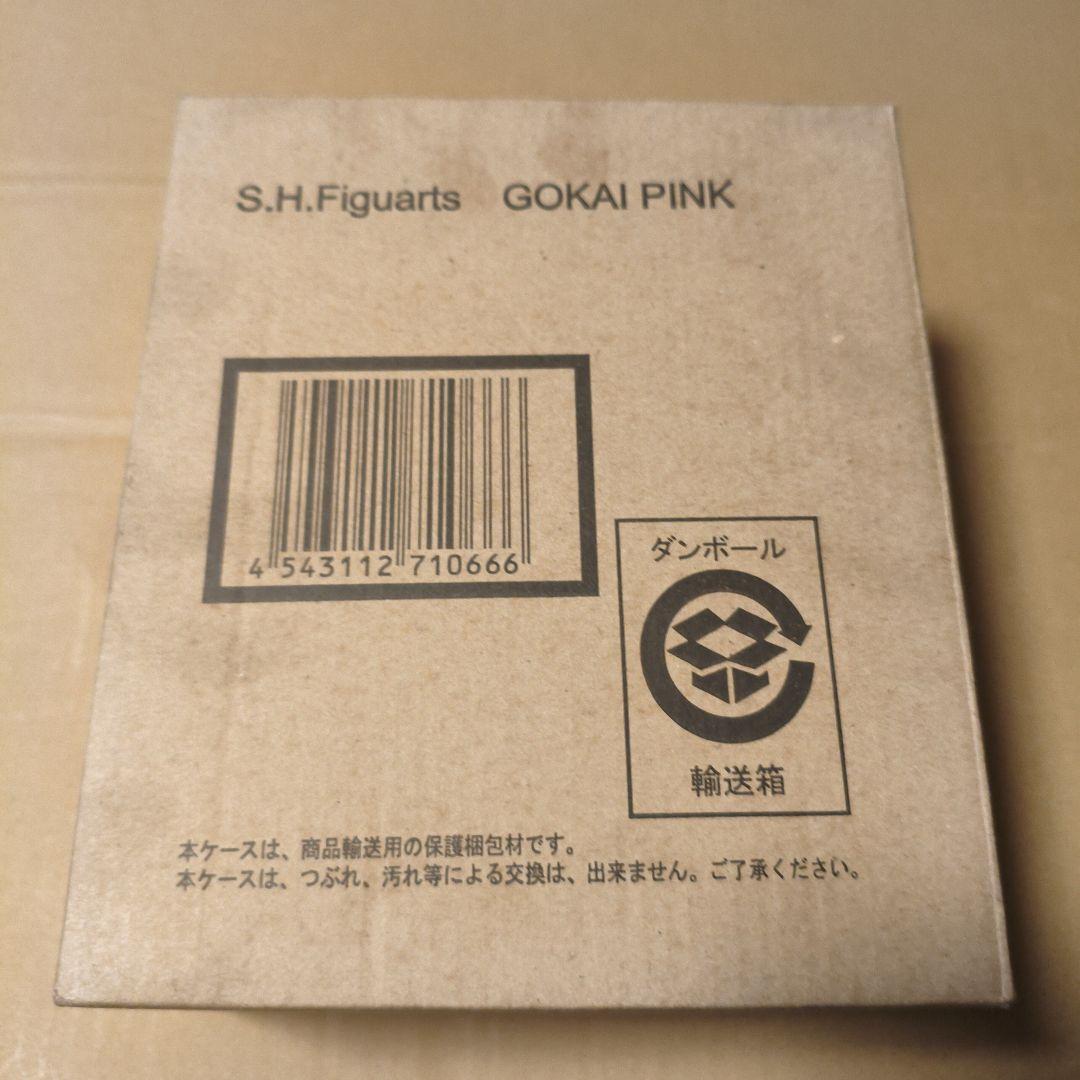 S.H.Figuarts GOKAI PINK
4 543112 710666
ダンボール
輸送箱
本ケースは、商品輸送用の保護梱包材です。
本ケースは、つぶれ、汚れ等による交換は、出来ません。ご了承ください。